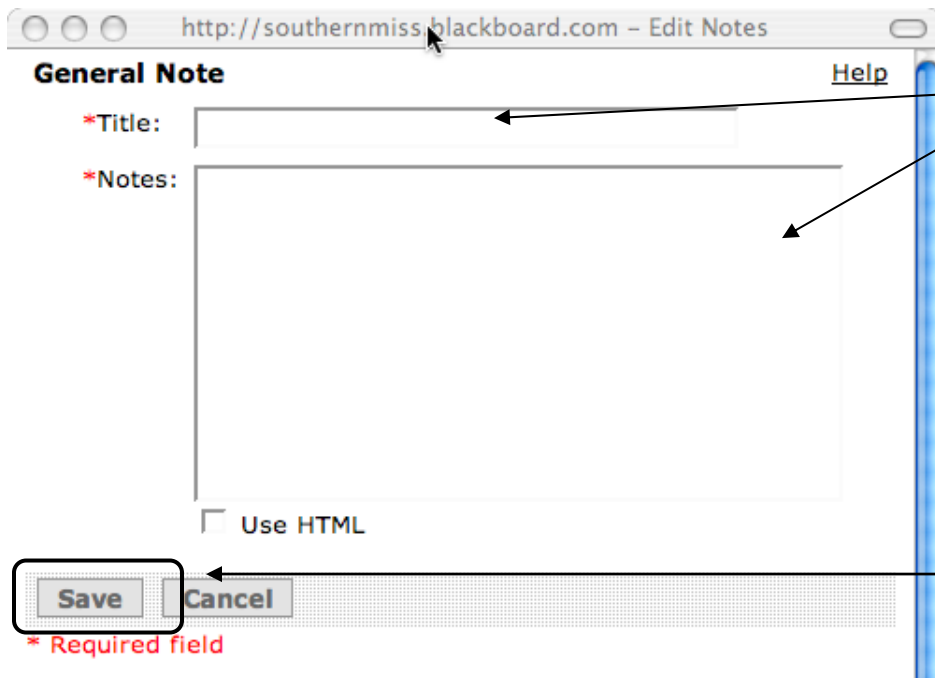 http://southernmiss.blackboard.com – Edit Notes
General Note Help
*Title:
*Notes:
Use HTML
Save Cancel
* Required field